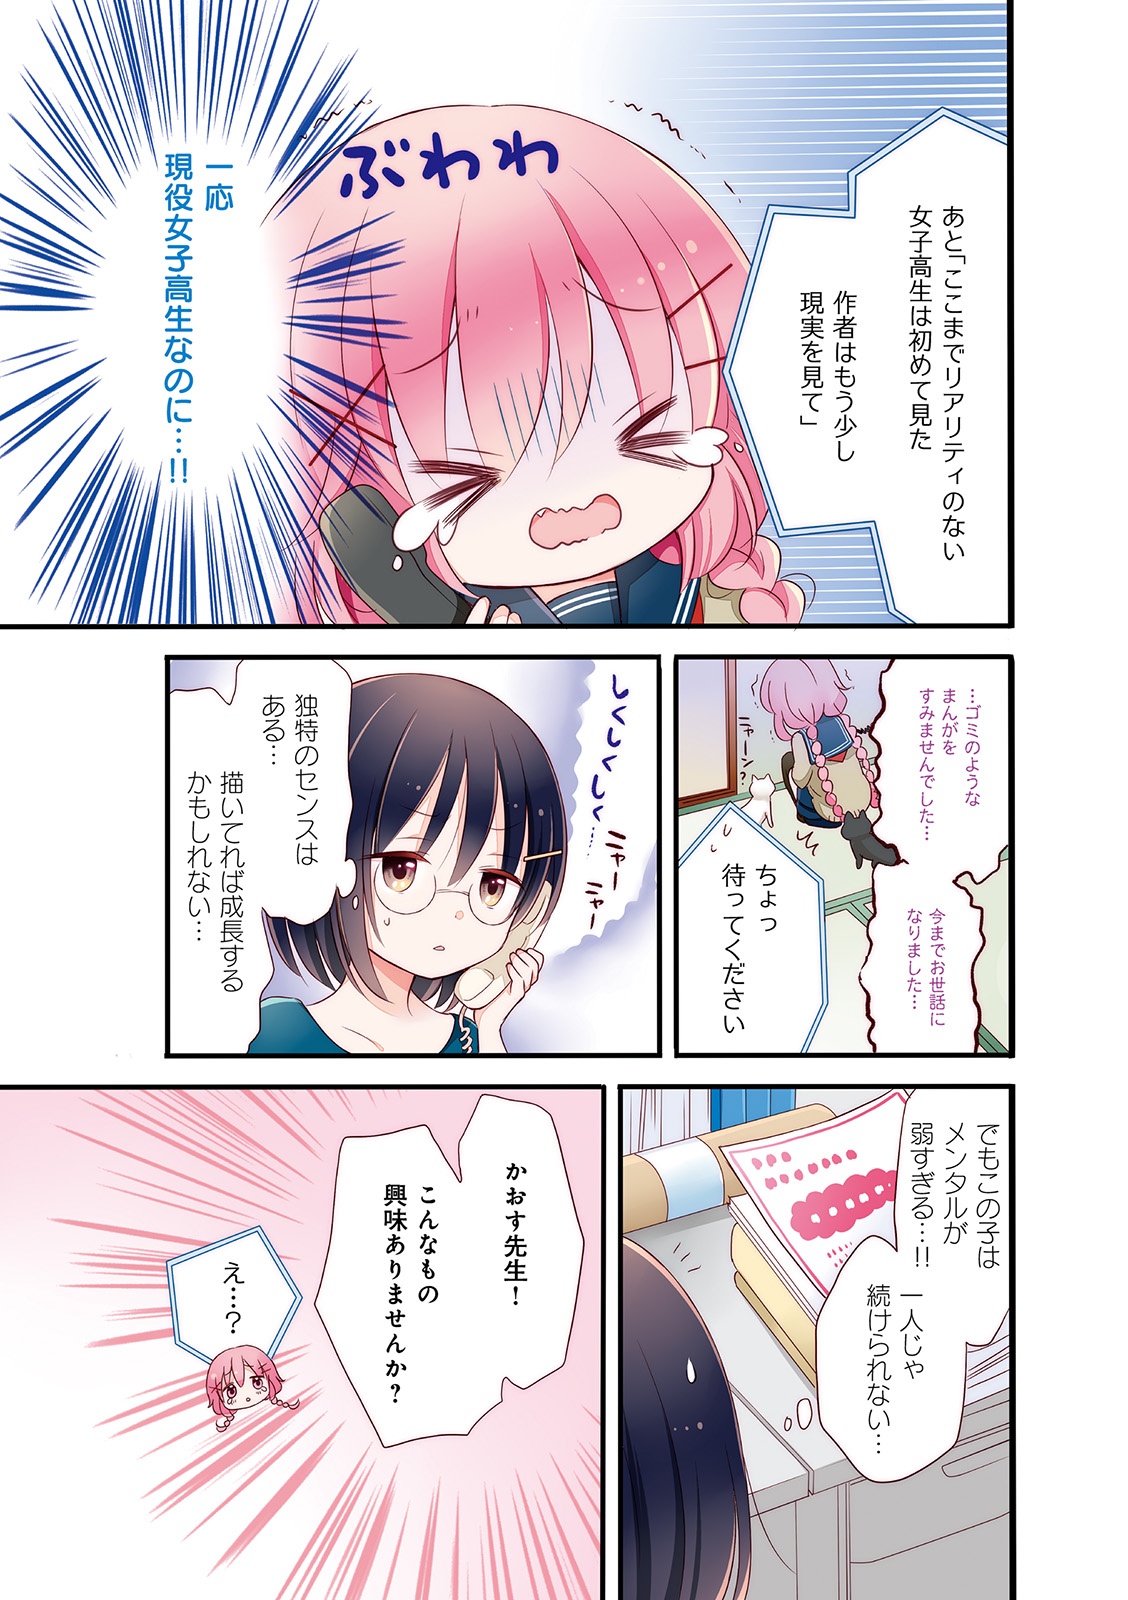 あと「ここまでリアリティのない
女子高生は初めて見た
作者はもう少し
現実を見て」
ぶわわ
一応
現役女子高生なのに…!!
…ゴミのような
まんがを
すみませんでした…
今までお世話に
なりました…
ニャーン?
ちょっ
待ってください
しくしくしくしく…
ニャー
ニャー
独特のセンスは
ある…
描いてれば成長する
かもしれない…
でもこの子は
メンタルが
弱すぎる…!!
一人じゃ
続けられない…
かおす先生!
こんなもの
興味ありませんか?
え…?